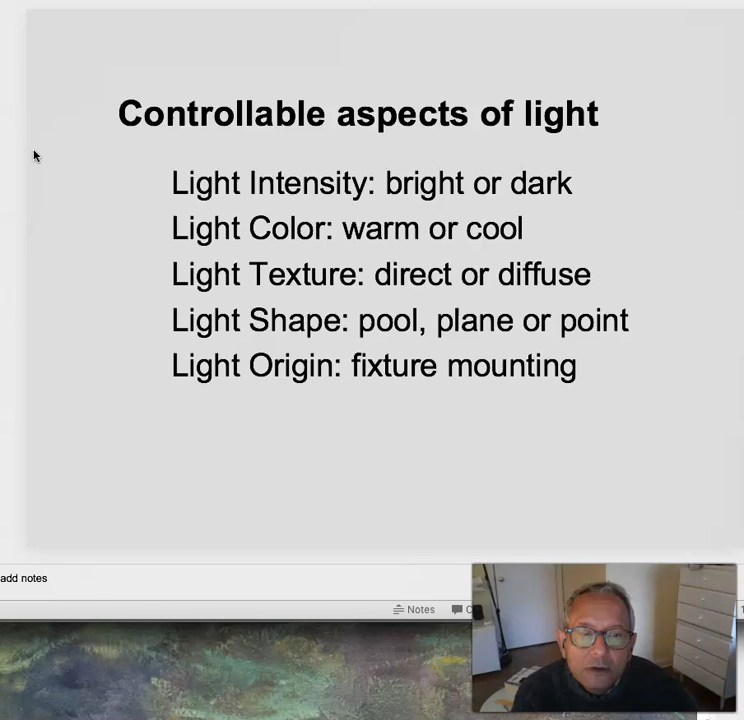 Controllable aspects of light
Light Intensity: bright or dark
Light Color: warm or cool
Light Texture: direct or diffuse
Light Shape: pool, plane or point
Light Origin: fixture mounting
add notes
Notes